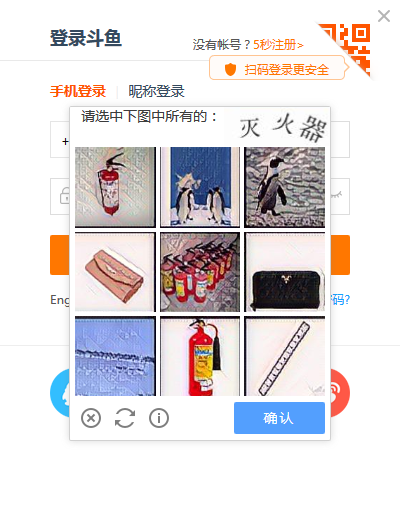 登录斗鱼
没有帐号？5秒注册>
扫码登录更安全
手机登录
昵称登录
请选中下图中所有的：
灭火器
+
Eng
码?
确认